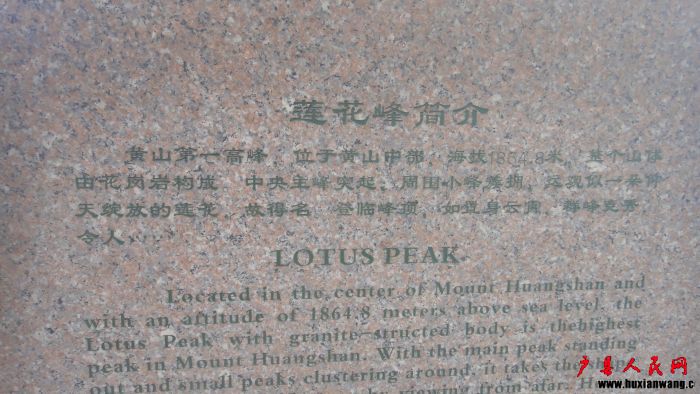 莲花峰简介
黄山第一高峰，位于黄山中部，海拔1864.8米，整个山体
由花岗岩构成，中央主峰突起，周围小峰簇拥，远观似一朵仰
天绽放的莲花，故得名。登临峰顶，如置身云间，群峰竞秀，
令人
LOTUS PEAK
Located in the center of Mount Huangshan and
with an aftitude of 1864.8 meters above sea level, the
Lotus Peak with granite-structed body is thebighest
peak in Mount Huangshan. With the main peak standing
out and small peaks clustering around, it takes the
viewing from afar.
户县人民网
www.huxianwang.c